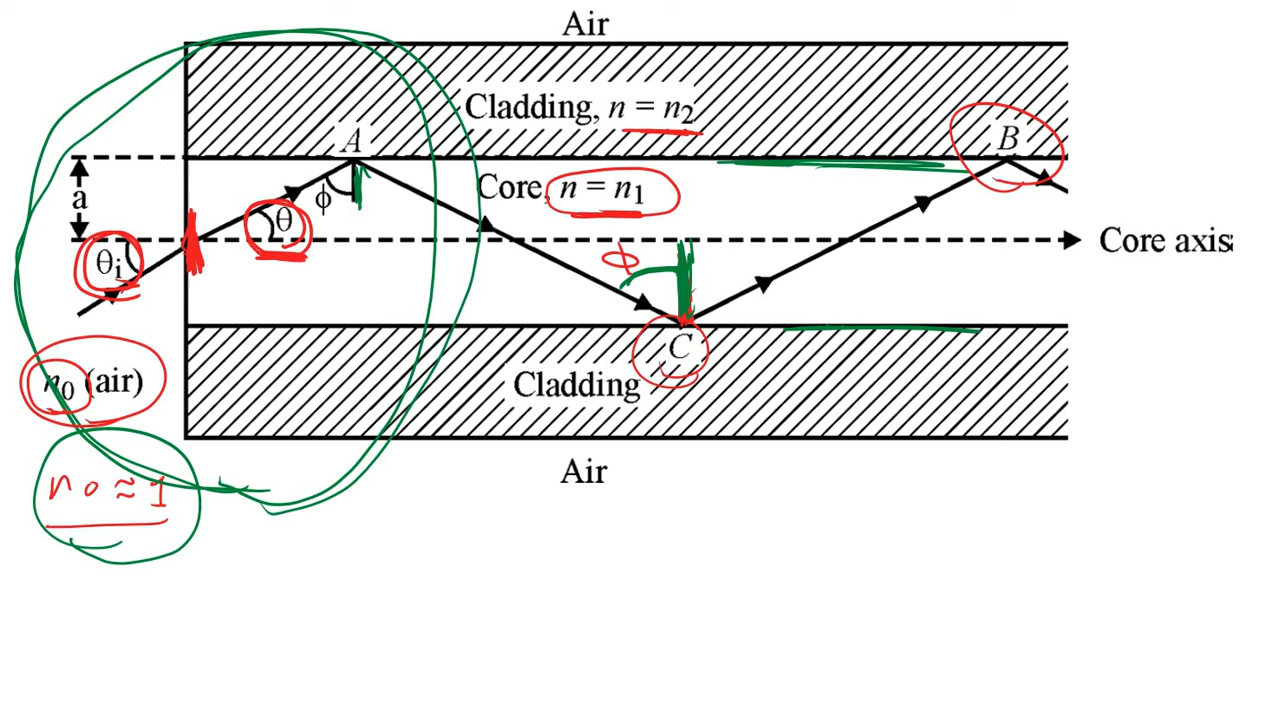 Air
Cladding, n = n₂
A
B
a
Core, n = n₁
ϕ
θ
Core axis
θᵢ
ϕ
C
n₀ (air)
Cladding
Air
n₀ ≈ 1